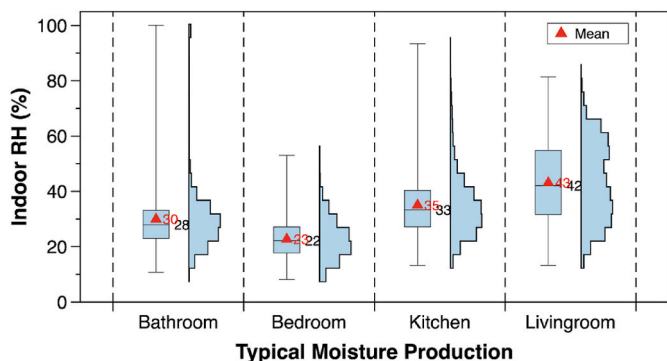 100
80
60
40
20
0
Indoor RH (%)
Mean
30
28
23
22
35
33
43
42
Bathroom
Bedroom
Kitchen
Livingroom
Typical Moisture Production